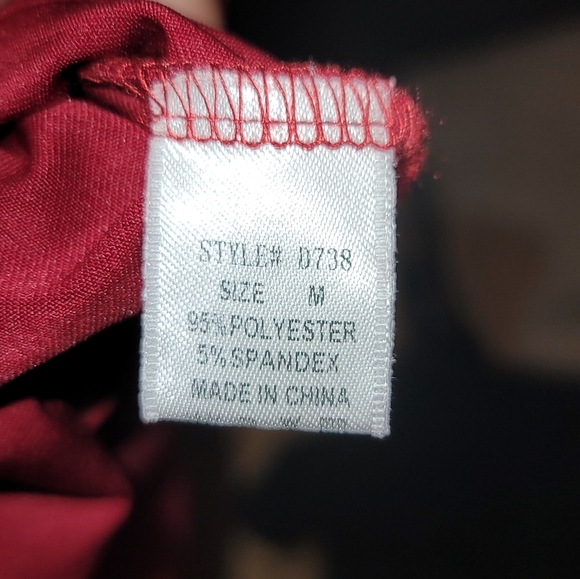 STYLE# D738
SIZE M
95%POLYESTER
5%SPANDEX
MADE IN CHINA